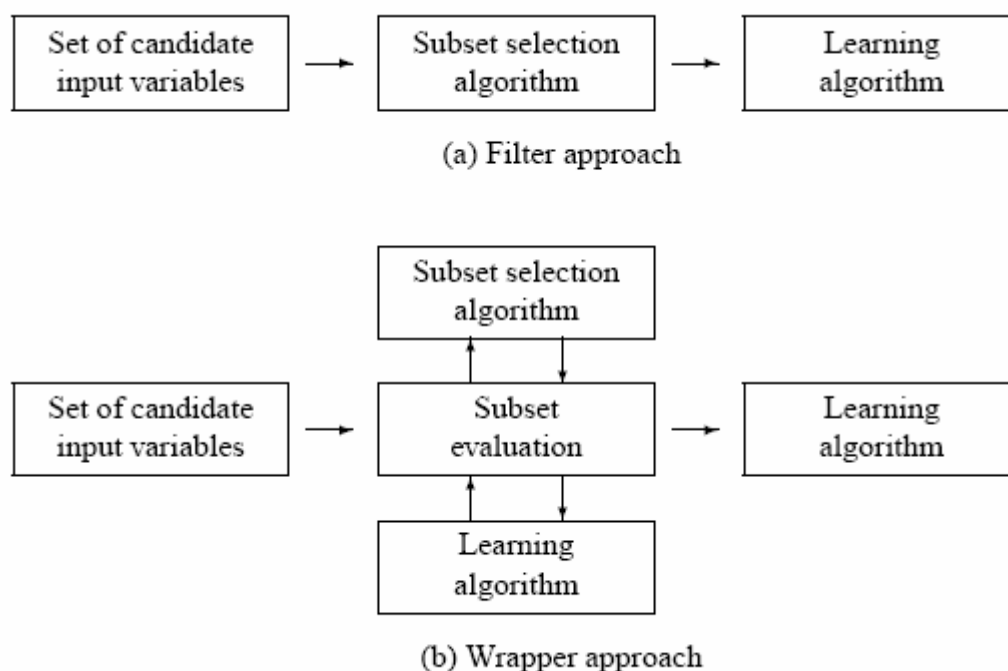 Set of candidate
input variables
Subset selection
algorithm
Learning
algorithm
(a) Filter approach
Subset selection
algorithm
Set of candidate
input variables
Subset
evaluation
Learning
algorithm
Learning
algorithm
(b) Wrapper approach